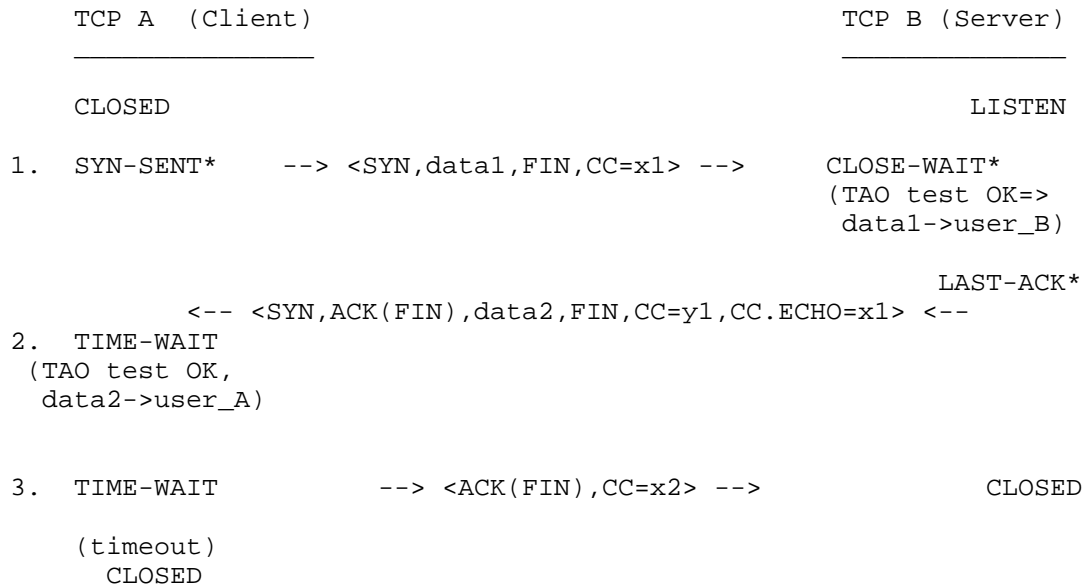 TCP A (Client) TCP B (Server)
_______________ ______________
CLOSED LISTEN
1. SYN-SENT* --> <SYN,data1,FIN,CC=x1> --> CLOSE-WAIT*
(TAO test OK=>
data1->user_B)
LAST-ACK*
<-- <SYN,ACK(FIN),data2,FIN,CC=y1,CC.ECHO=x1> <--
2. TIME-WAIT
(TAO test OK,
data2->user_A)
3. TIME-WAIT --> <ACK(FIN),CC=x2> --> CLOSED
(timeout)
CLOSED